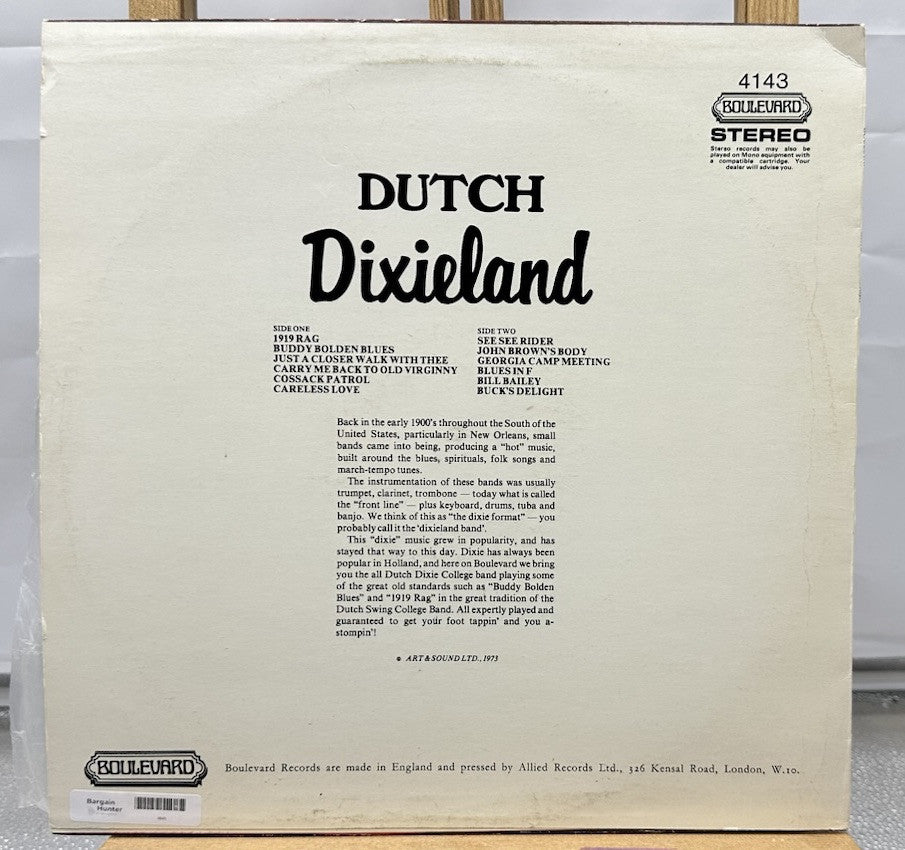 4143
BOULEVARD
STEREO
Stereo records may also be
played on Mono equipment with
a compatible cartridge. Your
dealer will advise you.
DUTCH
Dixieland
SIDE ONE
1919 RAG
BUDDY BOLDEN BLUES
JUST A CLOSER WALK WITH THEE
CARRY ME BACK TO OLD VIRGINNY
COSSACK PATROL
CARELESS LOVE
SIDE TWO
SEE SEE RIDER
JOHN BROWN'S BODY
GEORGIA CAMP MEETING
BLUES IN F
BILL BAILEY
BUCK'S DELIGHT
Back in the early 1900's throughout the South of the
United States, particularly in New Orleans, small
bands came into being, producing a "hot" music,
built around the blues, spirituals, folk songs and
march-tempo tunes.
The instrumentation of these bands was usually
trumpet, clarinet, trombone — today what is called
the "front line" — plus keyboard, drums, tuba and
banjo. We think of this as "the dixie format" — you
probably call it the 'dixieland band'.
This "dixie" music grew in popularity, and has
stayed that way to this day. Dixie has always been
popular in Holland, and here on Boulevard we bring
you the all Dutch Dixie College band playing some
of the great old standards such as "Buddy Bolden
Blues" and "1919 Rag" in the great tradition of the
Dutch Swing College Band. All expertly played and
guaranteed to get your foot tappin' and you a-
stompin'!
ART & SOUND LTD., 1973
BOULEVARD
Boulevard Records are made in England and pressed by Allied Records Ltd., 326 Kensal Road, London, W.10.
Bargain
Hunter